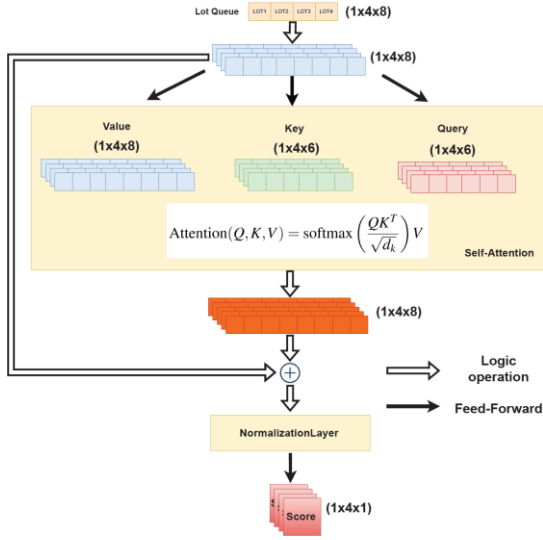 Lot Queue
LOT1 LOT2 LOT3 LOT4
(1x4x8)
(1x4x8)
Value
Key
Query
(1x4x8)
(1x4x6)
(1x4x6)
Attention(Q, K, V) = softmax(QK^T / √d_k) V
Self-Attention
(1x4x8)
Logic
operation
Feed-Forward
NormalizationLayer
Score
(1x4x1)